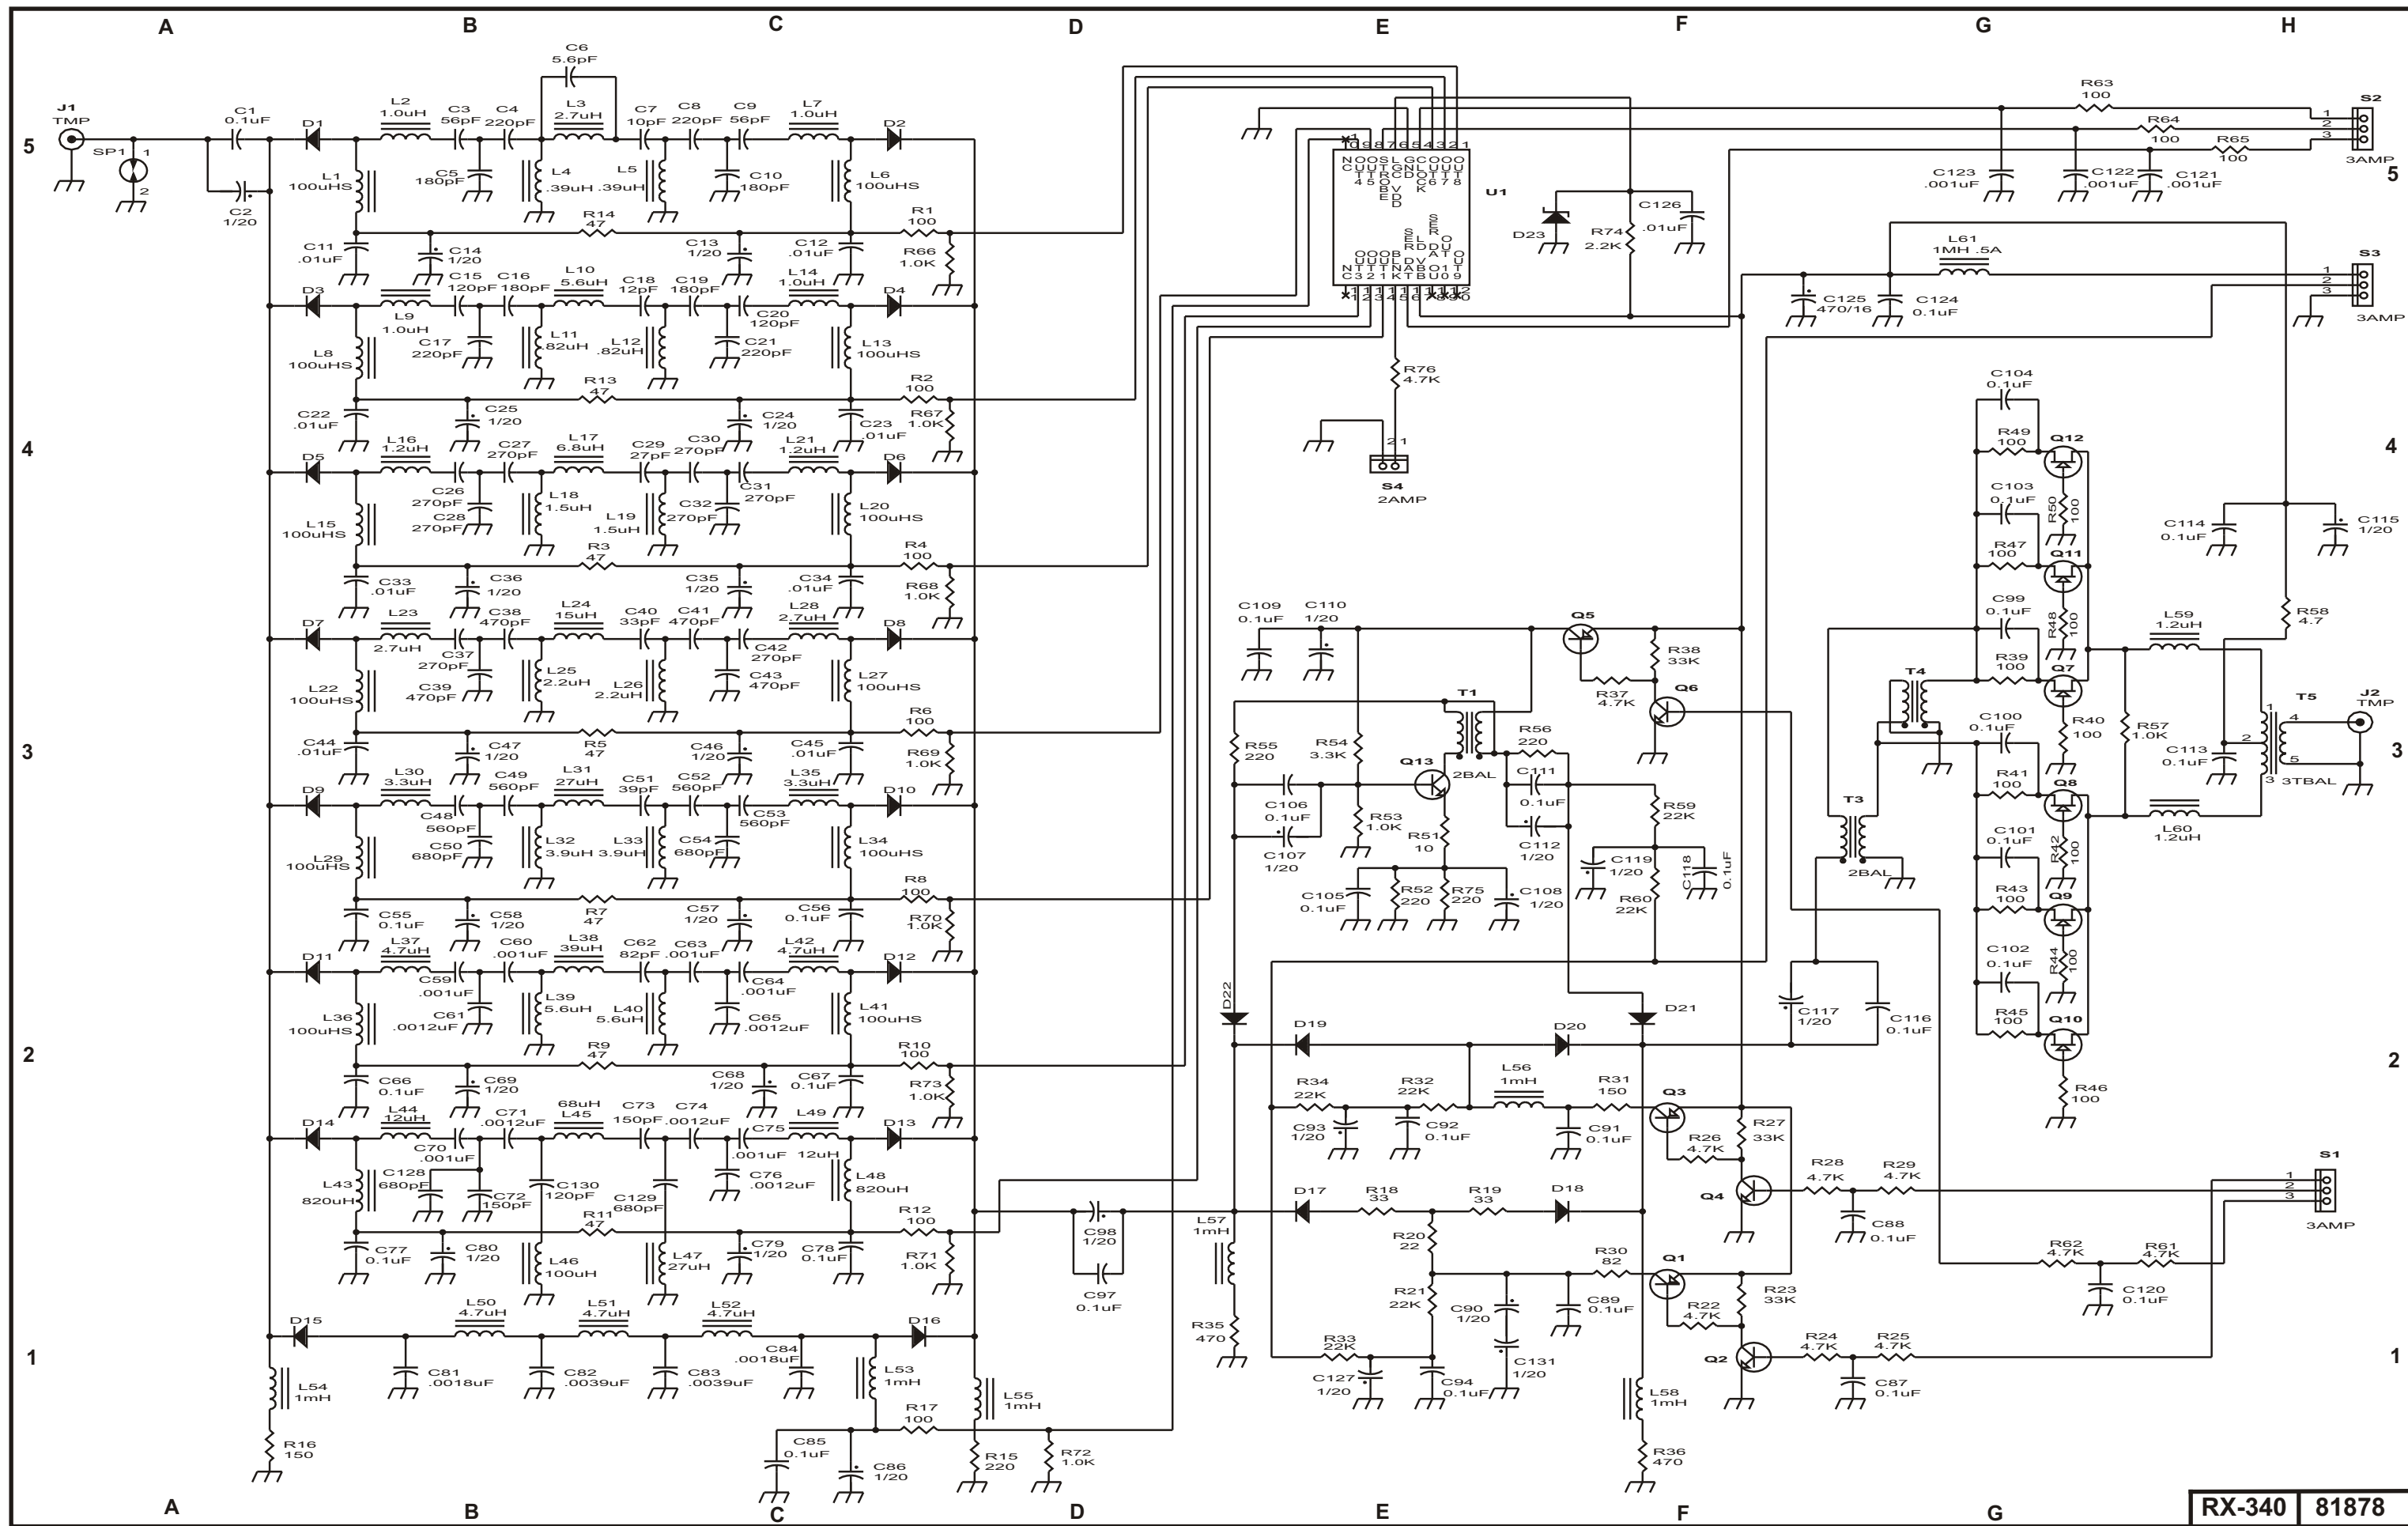 A B C D E F G H
C6
5.6pF
J1
TMP
C1
0.1uF
D1
L2
1.0uH
C3
56pF
C4
220pF
L3
2.7uH
C7
10pF
C8
220pF
C9
56pF
L7
1.0uH
D2
R63
100
S2
1
2
3
3AMP
R64
100
R65
100
5
SP1
1
2
C2
1/20
L1
100uHS
C5
180pF
L4
.39uH
L5
.39uH
C10
180pF
L6
100uHS
U1
C123
.001uF
C122
.001uF
C121
.001uF
5
R14
47
R1
100
R66
1.0K
D23
R74
2.2K
C126
.01uF
C11
.01uF
C14
1/20
C13
1/20
C12
.01uF
L61
1MH .5A
S3
1
2
3
3AMP
D3
L9
1.0uH
C15
120pF
C16
180pF
L10
5.6uH
C18
12pF
C19
180pF
L14
1.0uH
D4
C20
120pF
C125
470/16
C124
0.1uF
L8
100uHS
C17
220pF
L11
.82uH
L12
.82uH
C21
220pF
L13
100uHS
R13
47
R2
100
R67
1.0K
R76
4.7K
C104
0.1uF
C22
.01uF
C25
1/20
C24
1/20
C23
.01uF
4
D5
L16
1.2uH
C27
270pF
L17
6.8uH
C29
27pF
C30
270pF
L21
1.2uH
D6
2 1
S4
2AMP
R49
100
Q12
4
C26
270pF
C28
270pF
L18
1.5uH
L19
1.5uH
C32
270pF
C31
270pF
L15
100uHS
L20
100uHS
C103
0.1uF
R50
100
C114
0.1uF
C115
1/20
R3
47
R4
100
R68
1.0K
R47
100
Q11
C33
.01uF
C36
1/20
C35
1/20
C34
.01uF
C109
0.1uF
C110
1/20
Q5
C99
0.1uF
R48
100
L59
1.2uH
R58
4.7
D7
L23
2.7uH
C38
470pF
L24
15uH
C40
33pF
C41
470pF
L28
2.7uH
D8
C37
270pF
C39
470pF
L25
2.2uH
L26
2.2uH
C42
270pF
C43
470pF
L22
100uHS
L27
100uHS
R38
33K
R37
4.7K
Q6
R39
100
Q7
T4
T1
2BAL
R5
47
R6
100
R69
1.0K
R55
220
R54
3.3K
R56
220
C100
0.1uF
R40
100
R57
1.0K
T5
3TBAL
1
2
3
4
5
J2
TMP
C113
0.1uF
3
C44
.01uF
C47
1/20
C46
1/20
C45
.01uF
3
D9
L30
3.3uH
C49
560pF
L31
27uH
C51
39pF
C52
560pF
L35
3.3uH
D10
C48
560pF
C50
680pF
C53
560pF
C54
680pF
L29
100uHS
L32
3.9uH
L33
3.9uH
L34
100uHS
Q13
C111
0.1uF
C106
0.1uF
C107
1/20
R53
1.0K
R51
10
C112
1/20
R59
22K
T3
2BAL
R41
100
Q8
C101
0.1uF
R42
100
L60
1.2uH
R7
47
R8
100
R70
1.0K
C105
0.1uF
R52
220
R75
220
C108
1/20
C119
1/20
R60
22K
C118
0.1uF
R43
100
Q9
C55
0.1uF
C58
1/20
C57
1/20
C56
0.1uF
D11
L37
4.7uH
C60
.001uF
L38
39uH
C62
82pF
C63
.001uF
L42
4.7uH
D12
C59
.001uF
C61
.0012uF
C64
.001uF
C65
.0012uF
L36
100uHS
L39
5.6uH
L40
5.6uH
L41
100uHS
D22
D19
D20
D21
C117
1/20
C116
0.1uF
C102
0.1uF
R44
100
R45
100
Q10
R46
100
2
R9
47
R10
100
R73
1.0K
C66
0.1uF
C69
1/20
C68
1/20
C67
0.1uF
R34
22K
R32
22K
L56
1mH
R31
150
Q3
2
D14
L44
12uH
C71
.0012uF
68uH
L45
C73
150pF
C74
.0012uF
L49
12uH
D13
C93
1/20
C92
0.1uF
C91
0.1uF
R26
4.7K
R27
33K
C70
.001uF
C75
.001uF
C128
680pF
C72
150pF
C130
120pF
C129
680pF
C76
.0012uF
L43
820uH
L48
820uH
D17
R18
33
R19
33
D18
Q4
R28
4.7K
R29
4.7K
C88
0.1uF
S1
1
2
3
3AMP
R11
47
R12
100
R71
1.0K
C98
1/20
C97
0.1uF
L57
1mH
R20
22
R30
82
Q1
R62
4.7K
R61
4.7K
C120
0.1uF
C77
0.1uF
C80
1/20
L46
100uH
L47
27uH
C79
1/20
C78
0.1uF
R21
22K
C90
1/20
C89
0.1uF
R22
4.7K
R23
33K
1
D15
L50
4.7uH
L51
4.7uH
L52
4.7uH
D16
R35
470
R33
22K
Q2
R24
4.7K
R25
4.7K
C87
0.1uF
1
L54
1mH
C81
.0018uF
C82
.0039uF
C83
.0039uF
C84
.0018uF
L53
1mH
L55
1mH
C127
1/20
C94
0.1uF
C131
1/20
L58
1mH
R16
150
R17
100
C85
0.1uF
C86
1/20
R15
220
R72
1.0K
R36
470
A B C D E F G
RX-340 81878